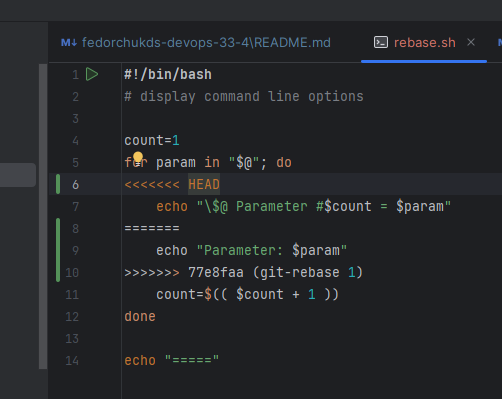 M↓ fedorchukds-devops-33-4\README.md rebase.sh ×
1 #!/bin/bash
2 # display command line options
3
4 count=1
5 for param in "$@"; do
6 <<<<<<< HEAD
7 echo "\$@ Parameter #$count = $param"
8 =======
9 echo "Parameter: $param"
10 >>>>>>> 77e8faa (git-rebase 1)
11 count=$(( $count + 1 ))
12 done
13
14 echo "====="